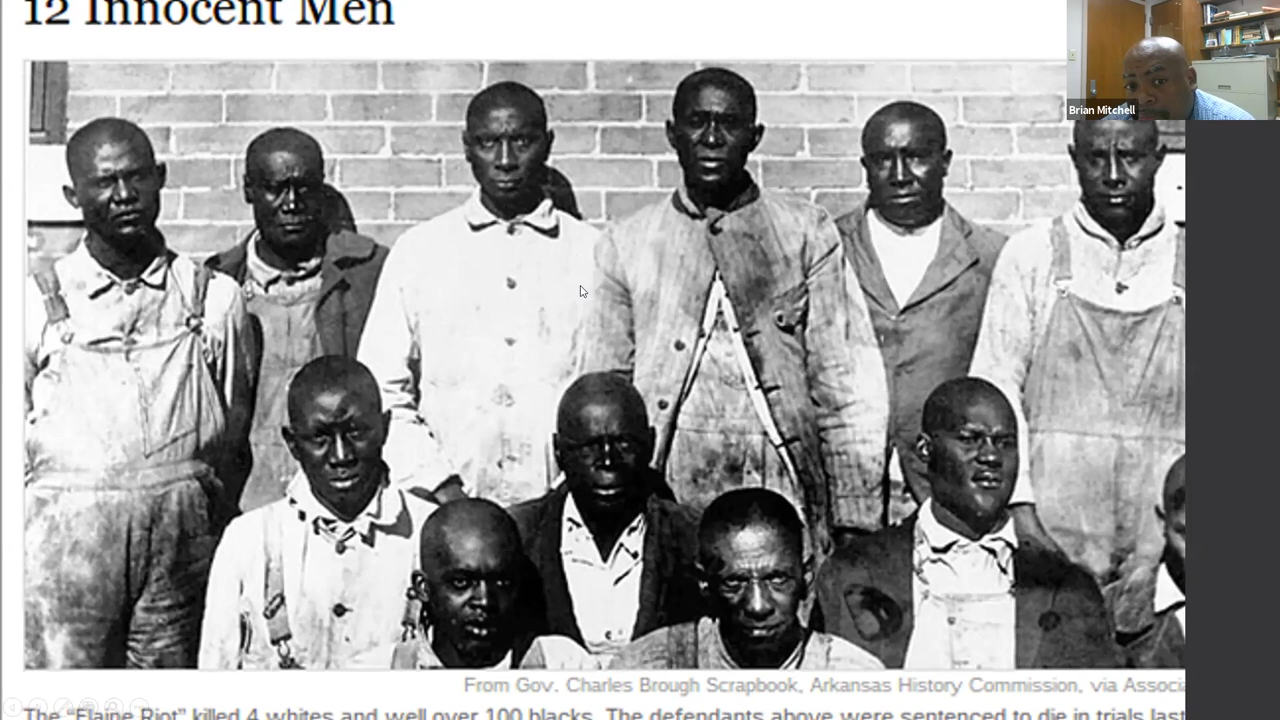 12 Innocent Men
Brian Mitchell
From Gov. Charles Brough Scrapbook, Arkansas History Commission, via Associa
The “Elaine Riot” killed 4 whites and well over 100 blacks. The defendants above were sentenced to die in trials last